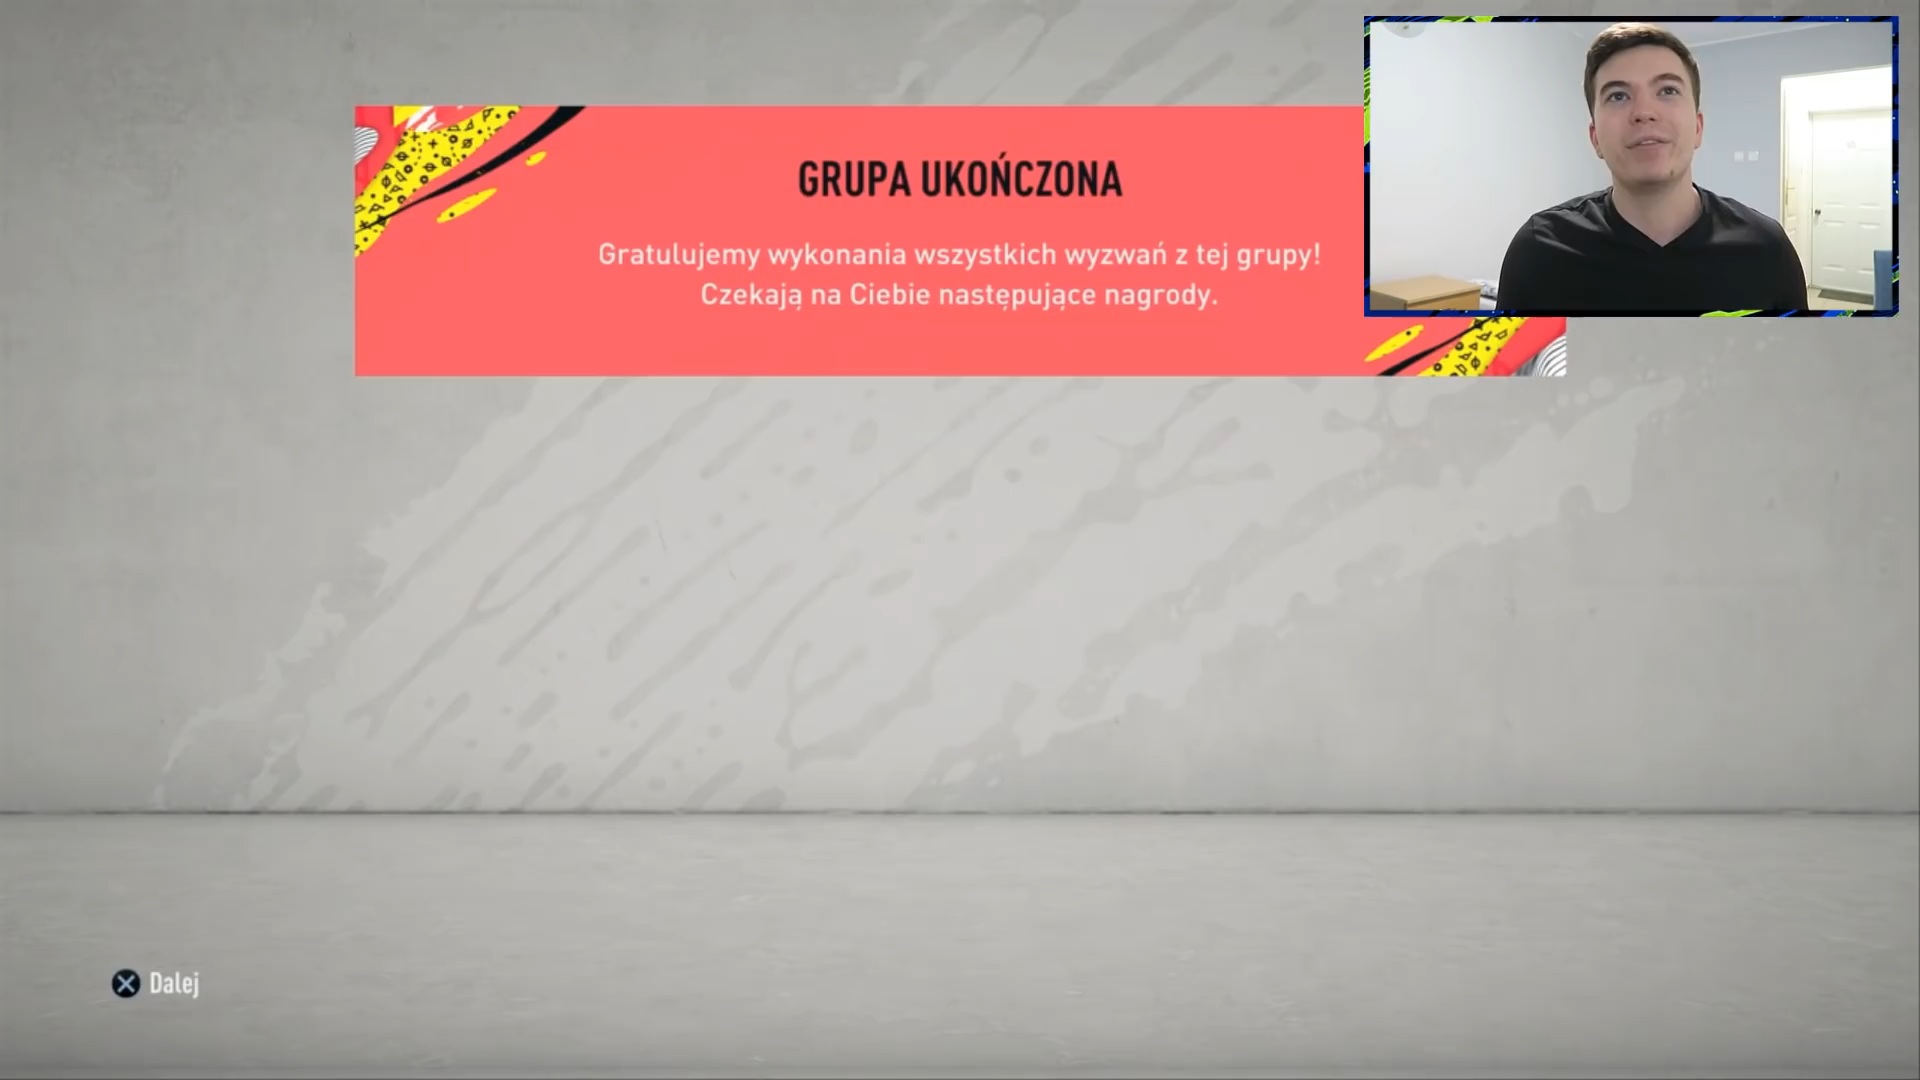 GRUPA UKOŃCZONA
Gratulujemy wykonania wszystkich wyzwań z tej grupy!
Czekają na Ciebie następujące nagrody.
Dalej